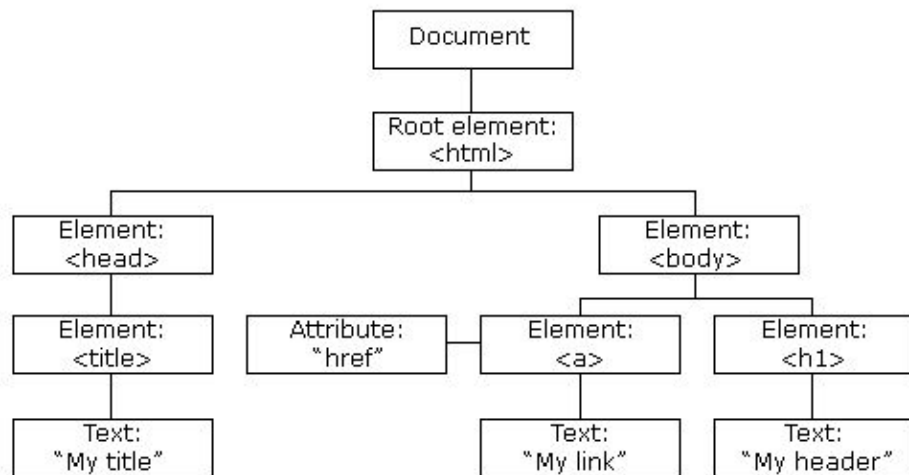 Document
Root element:
<html>
Element:
<head>
Element:
<body>
Element:
<title>
Attribute:
“href”
Element:
<a>
Element:
<h1>
Text:
“My title”
Text:
“My link”
Text:
“My header”